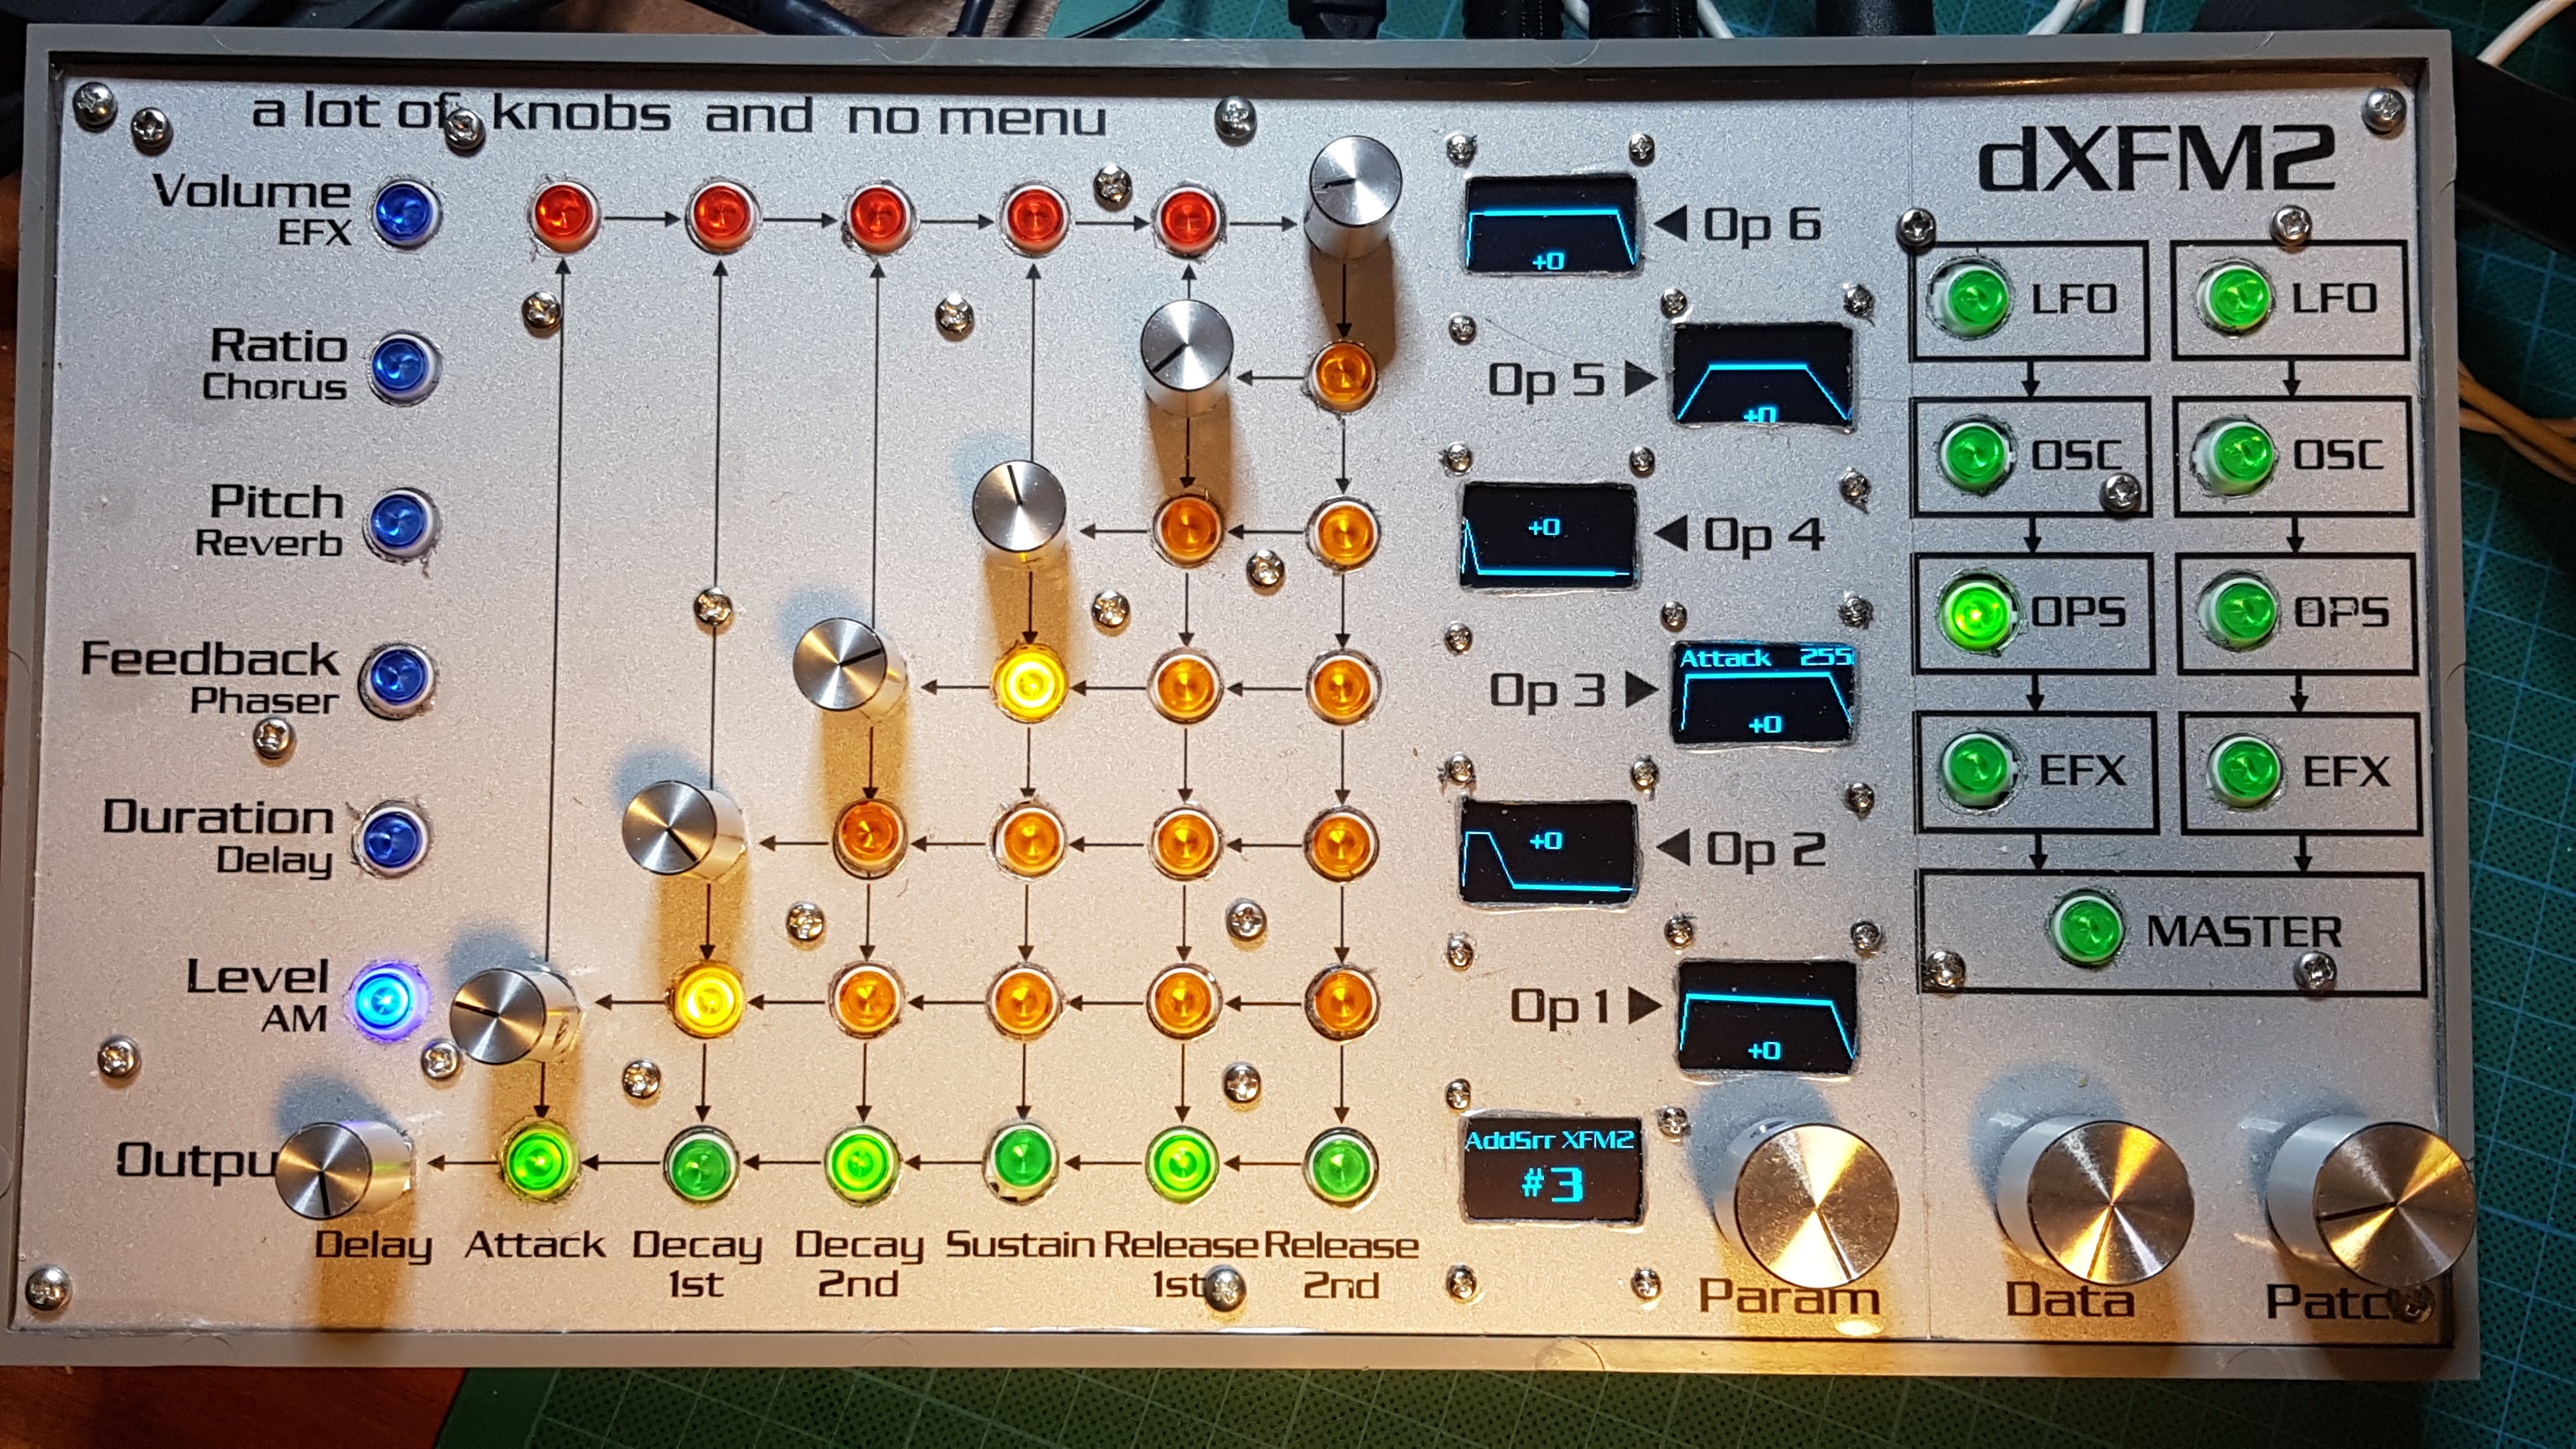 a lot of knobs and no menu
dXFM2
Volume
EFX
Ratio
Chorus
Pitch
Reverb
Feedback
Phaser
Duration
Delay
Level
AM
Outpu
Delay Attack Decay Decay Sustain Release Release
1st 2nd 1st 2nd
+0
Op 6
Op 5
+0
+0
Op 4
Op 3
Attack 255
+0
+0
Op 2
Op 1
+0
AddSrr XFM2
#3
LFO
LFO
OSC
OSC
OPS
OPS
EFX
EFX
MASTER
Param
Data
Patc